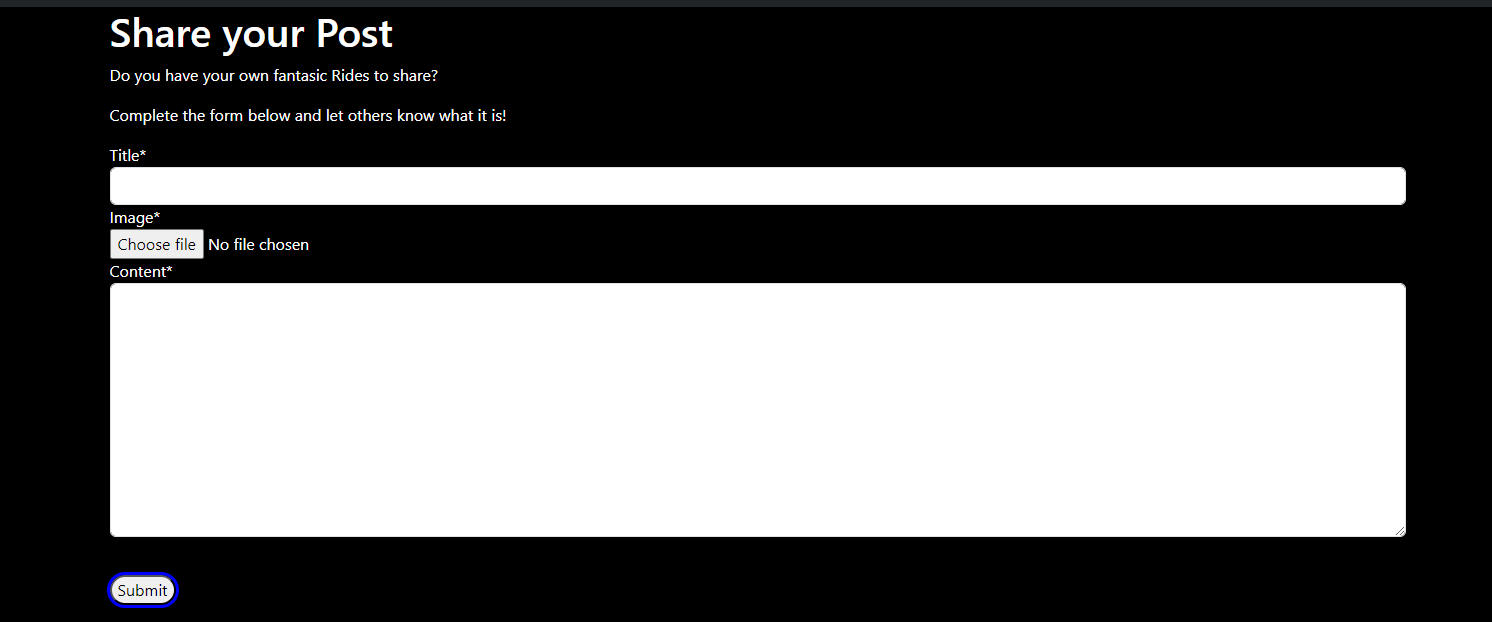 Share your Post
Do you have your own fantasic Rides to share?
Complete the form below and let others know what it is!
Title*
Image*
Choose file No file chosen
Content*
Submit